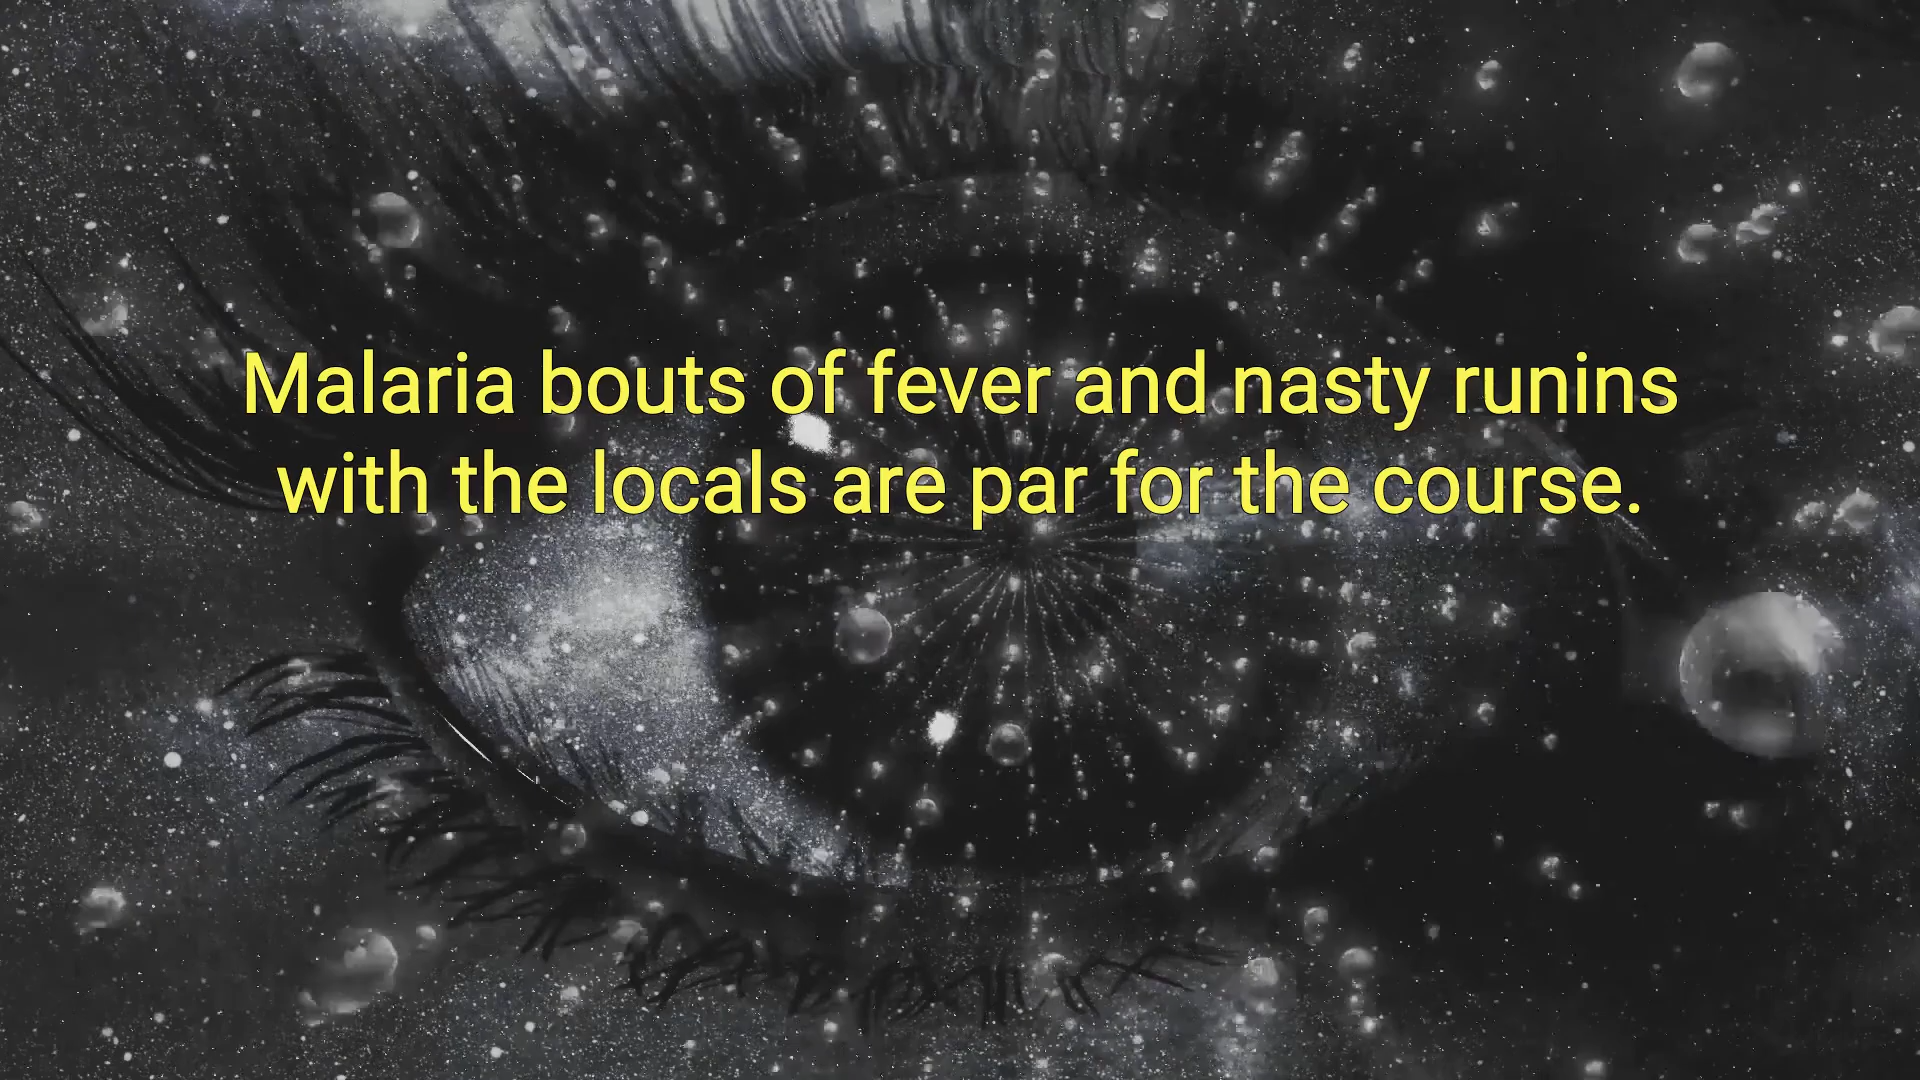 Malaria bouts of fever and nasty runins
with the locals are par for the course.